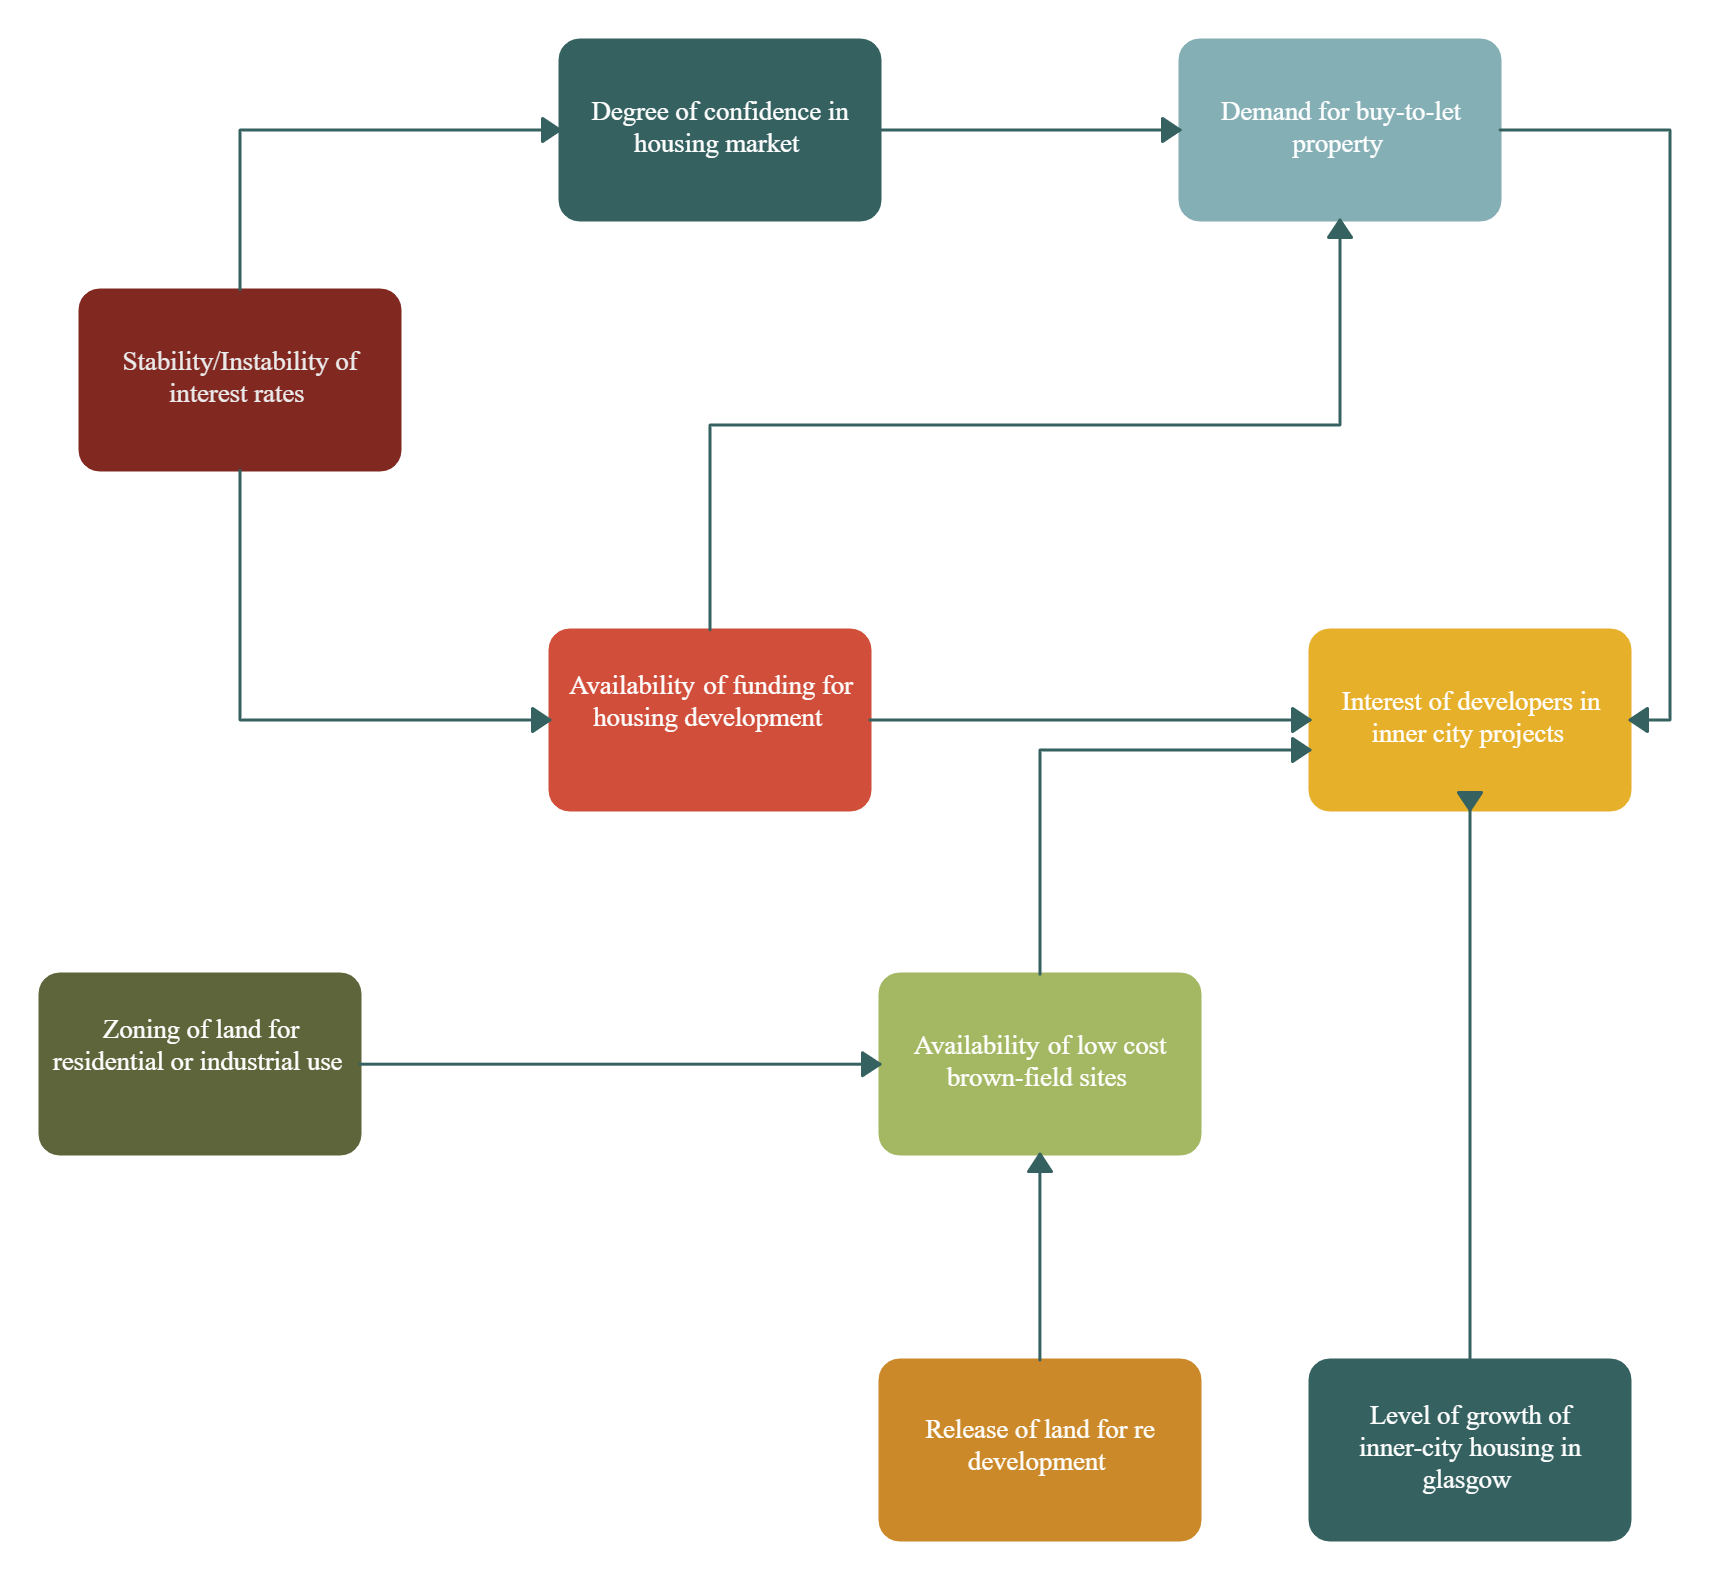 Degree of confidence in
housing market
Demand for buy-to-let
property
Stability/Instability of
interest rates
Availability of funding for
housing development
Interest of developers in
inner city projects
Zoning of land for
residential or industrial use
Availability of low cost
brown-field sites
Release of land for re
development
Level of growth of
inner-city housing in
glasgow